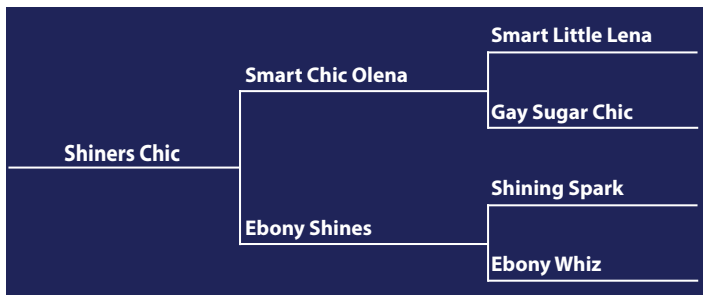 Smart Little Lena
Smart Chic Olena
Gay Sugar Chic
Shiners Chic
Shining Spark
Ebony Shines
Ebony Whiz